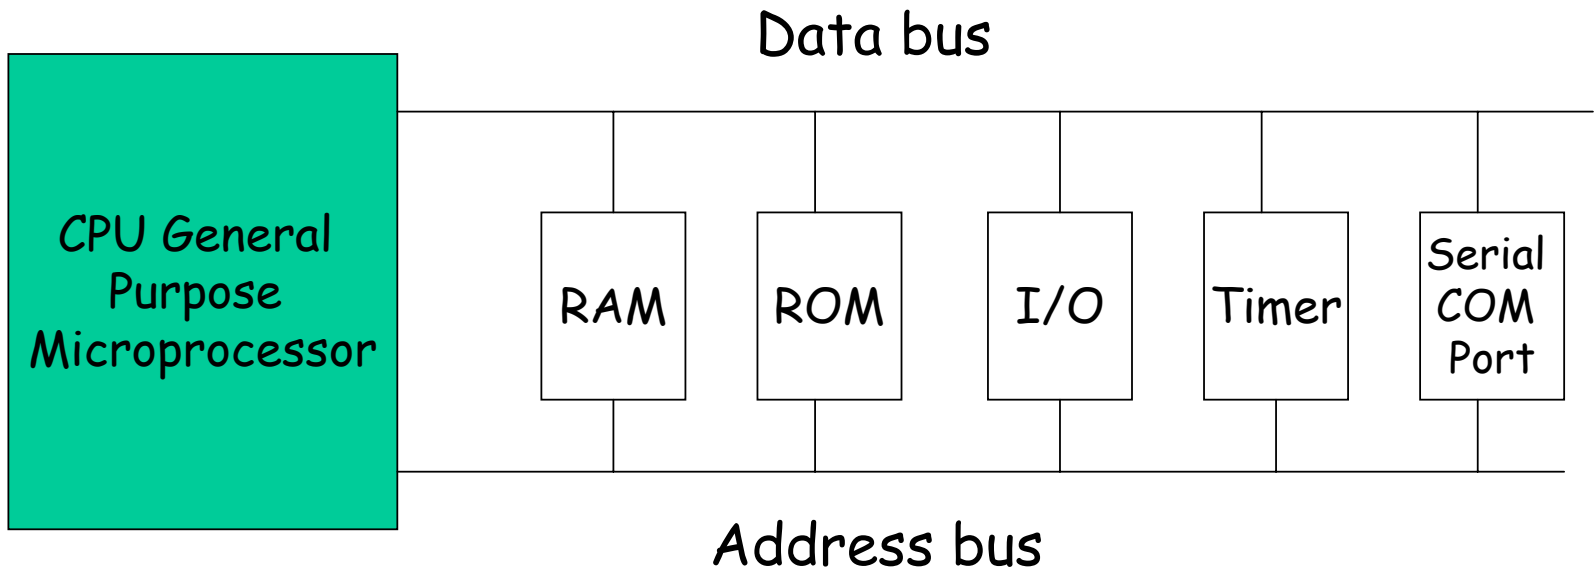 Data bus
CPU General
Purpose
Microprocessor
RAM
ROM
I/O
Timer
Serial
COM
Port
Address bus